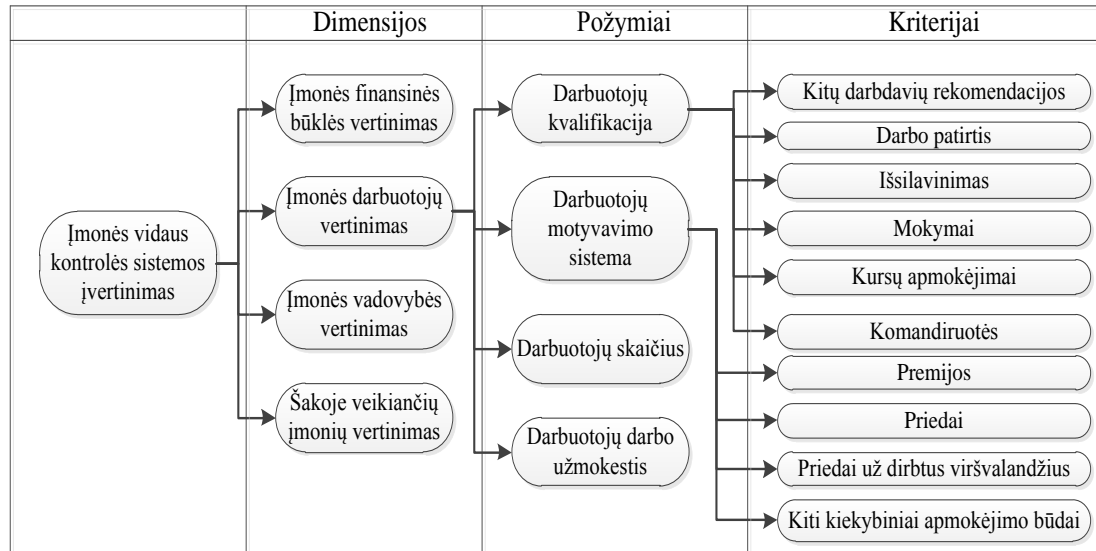 Dimensijos
Požymiai
Kriterijai
Įmonės vidaus
kontrolės sistemos
įvertinimas
Įmonės finansinės
būklės vertinimas
Įmonės darbuotojų
vertinimas
Įmonės vadovybės
vertinimas
Šakoje veikiančių
įmonių vertinimas
Darbuotojų
kvalifikacija
Darbuotojų
motyvavimo
sistema
Darbuotojų skaičius
Darbuotojų darbo
užmokestis
Kitų darbdavių rekomendacijos
Darbo patirtis
Išsilavinimas
Mokymai
Kursų apmokėjimai
Komandiruotės
Premijos
Priedai
Priedai už dirbtus viršvalandžius
Kiti kiekybiniai apmokėjimo būdai